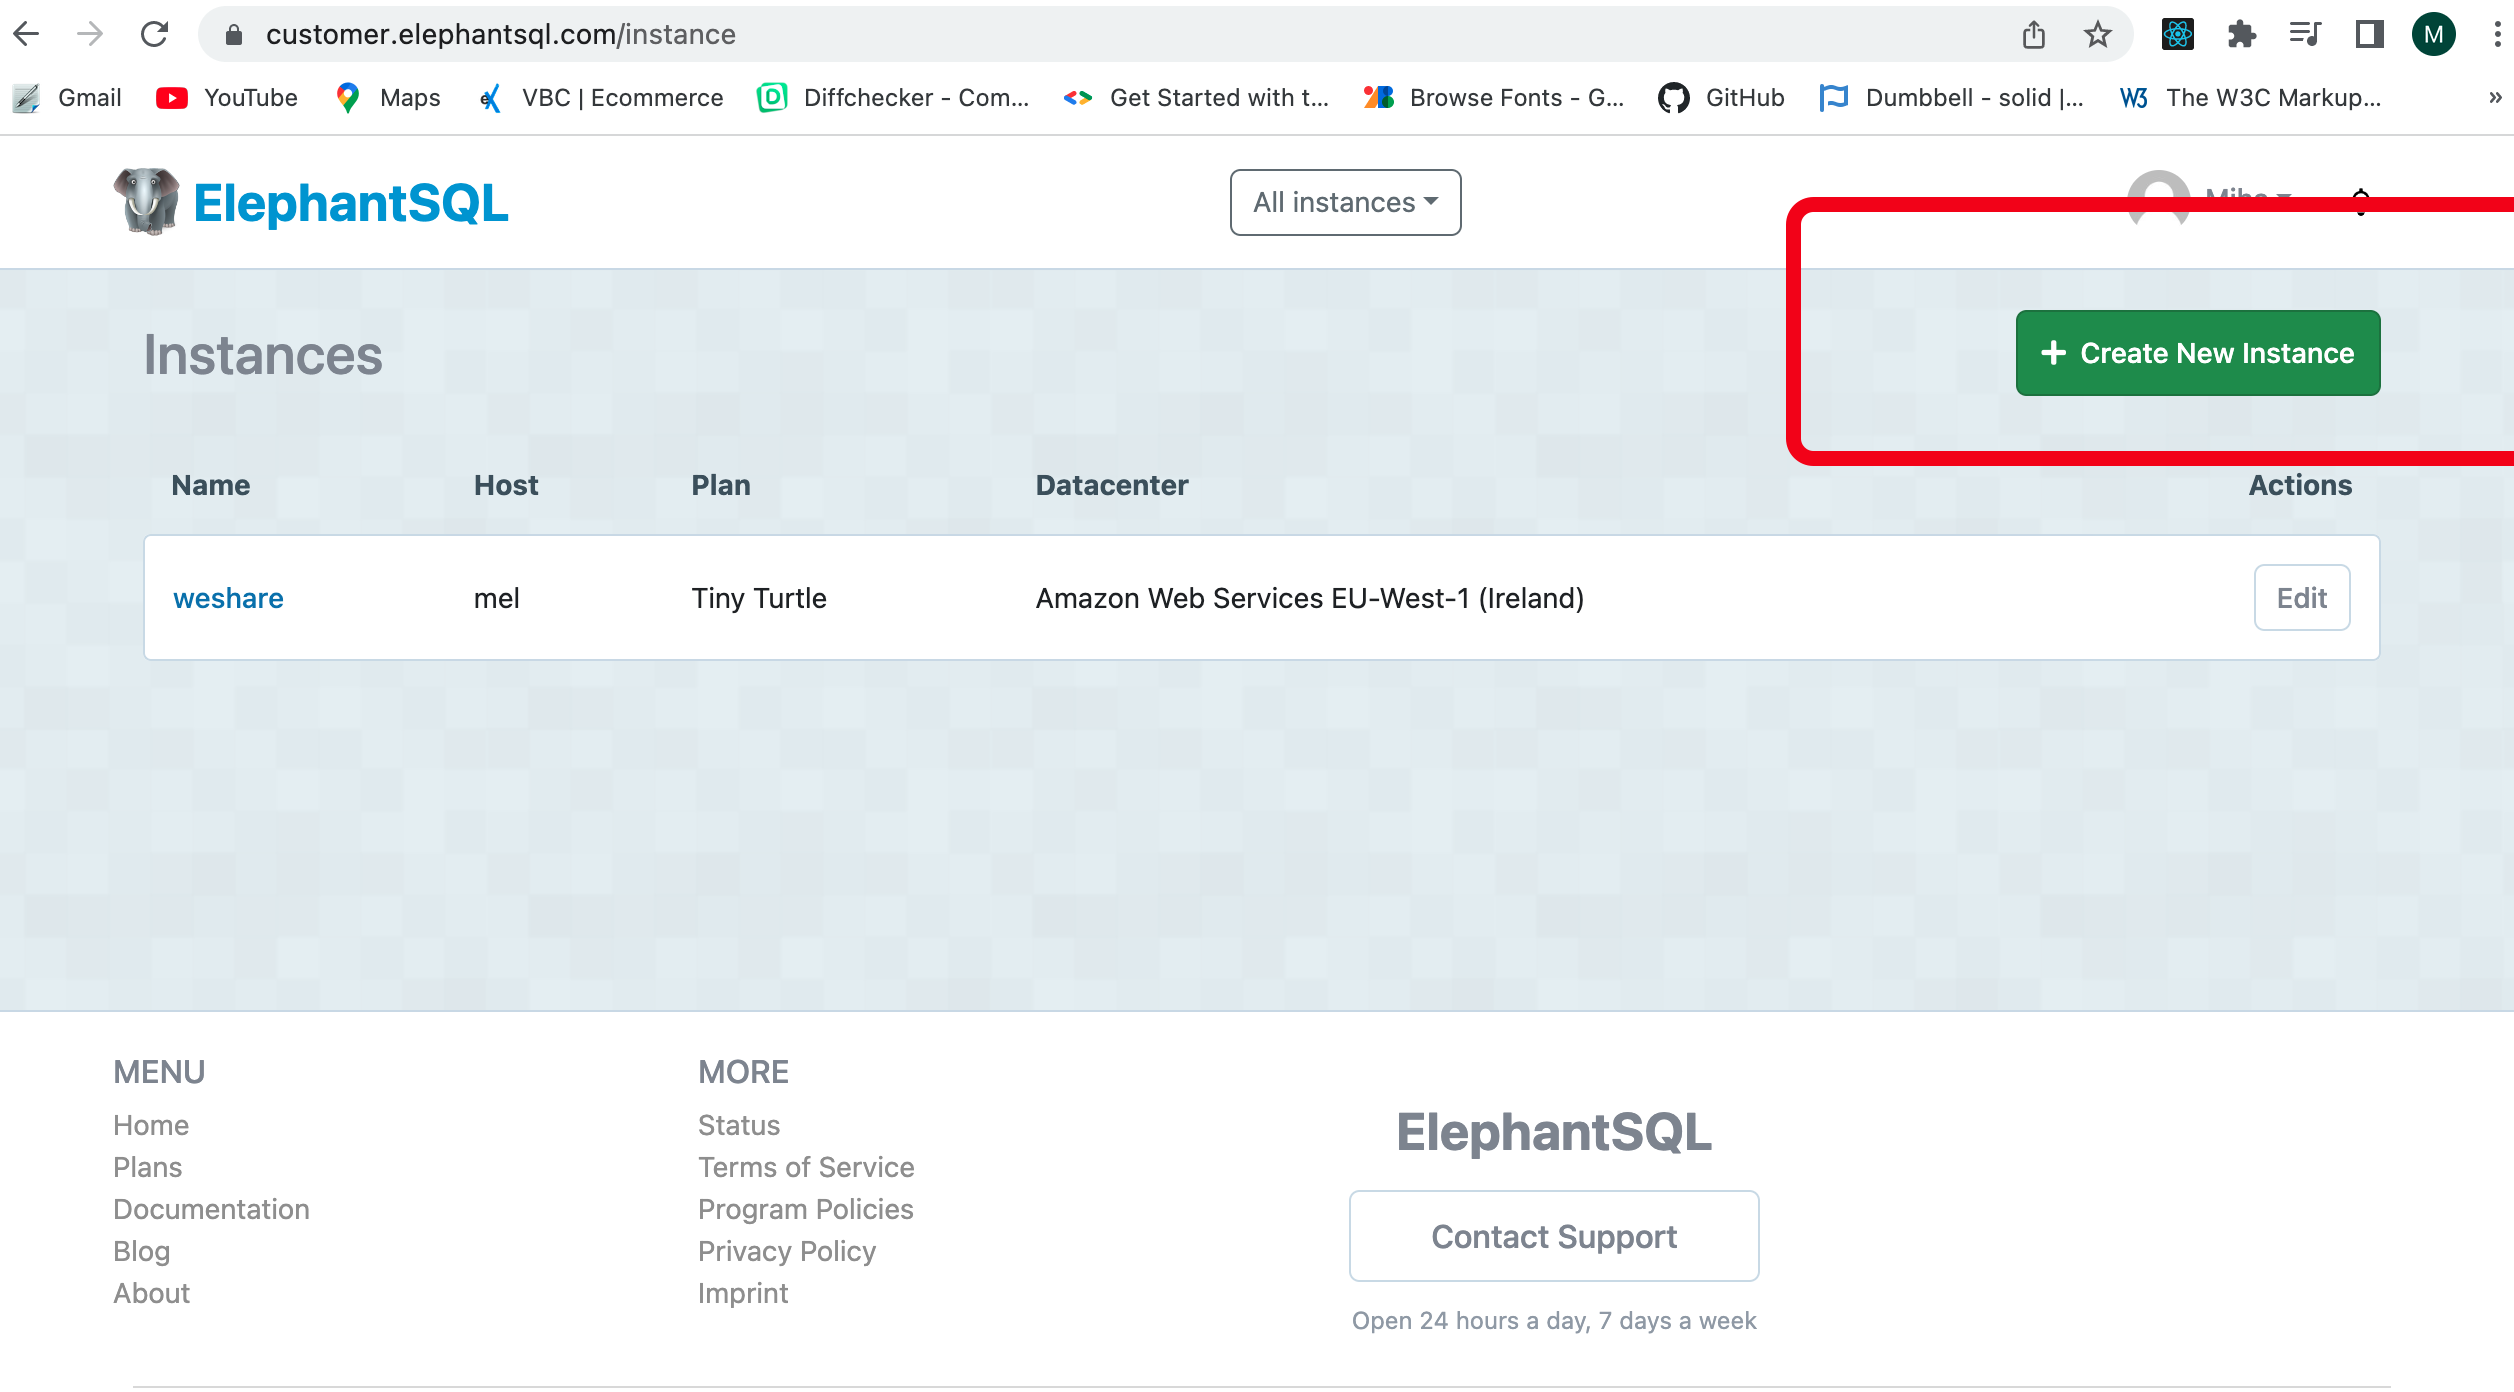 customer.elephantsql.com/instance
M
Gmail YouTube Maps VBC | Ecommerce Diffchecker - Com... Get Started with t... Browse Fonts - G... GitHub Dumbbell - solid |... The W3C Markup... »
ElephantSQL All instances
Instances + Create New Instance
Name Host Plan Datacenter Actions
weshare mel Tiny Turtle Amazon Web Services EU-West-1 (Ireland) Edit
MENU
Home
Plans
Documentation
Blog
About
MORE
Status
Terms of Service
Program Policies
Privacy Policy
Imprint
ElephantSQL
Contact Support
Open 24 hours a day, 7 days a week